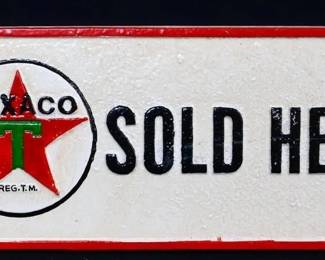 XACO
T
REG. T.M.
SOLD HE